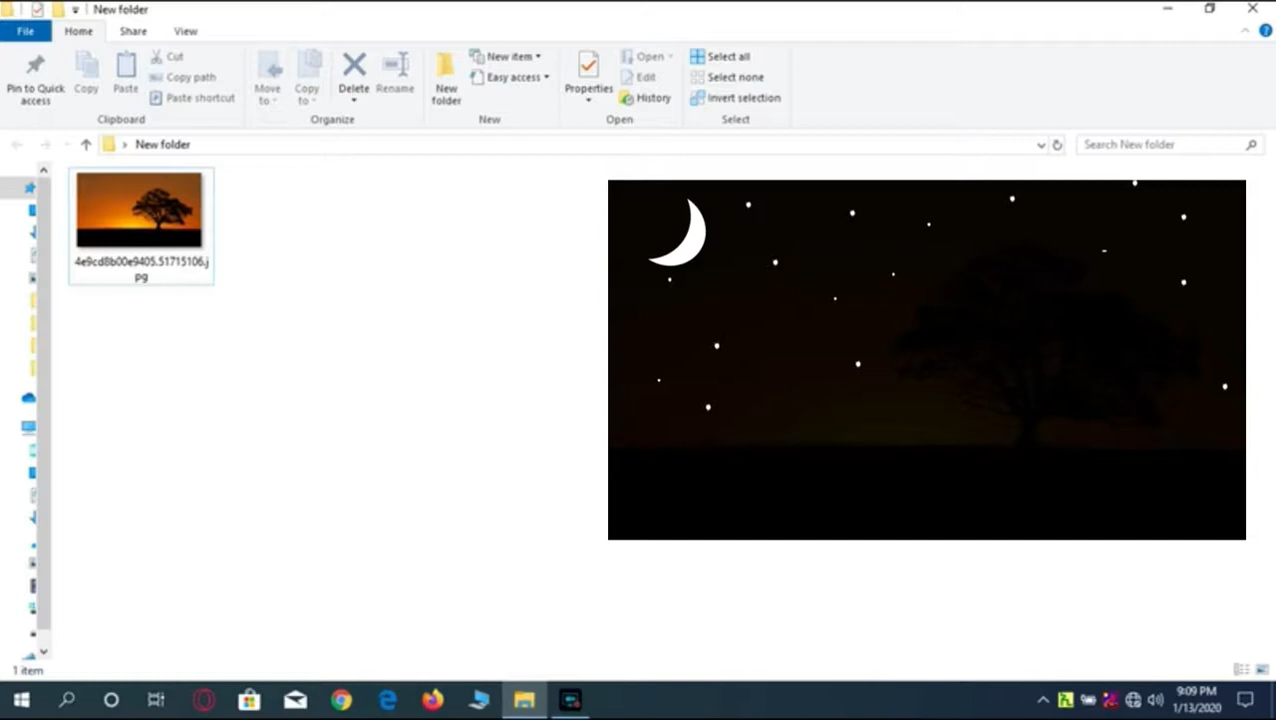 New folder
File Home Share View
Pin to Quick access
Copy
Paste
Cut
Copy path
Paste shortcut
Clipboard
Move to
Copy to
Delete
Rename
Organize
New folder
New item
Easy access
New
Properties
Open
Edit
History
Open
Select all
Select none
Invert selection
Select
New folder
Search New folder
4e9cd8b00e9405.51715106.j
pg
1 item
9:09 PM
1/13/2020